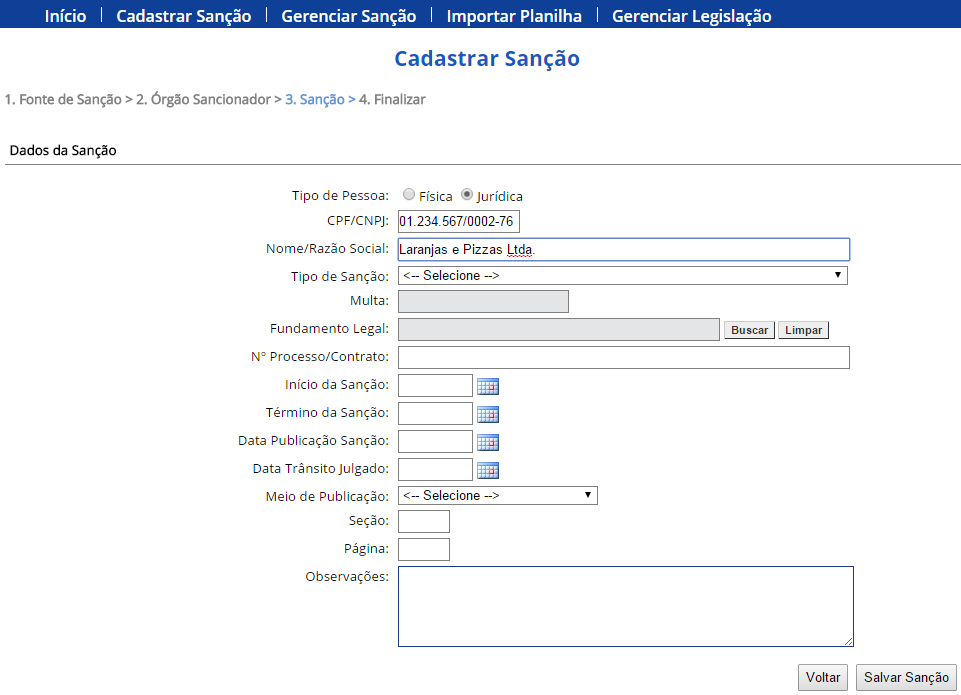 Início Cadastrar Sanção Gerenciar Sanção Importar Planilha Gerenciar Legislação
Cadastrar Sanção
1. Fonte de Sanção > 2. Órgão Sancionador > 3. Sanção > 4. Finalizar
Dados da Sanção
Tipo de Pessoa: Física Jurídica
CPF/CNPJ: 01.234.567/0002-76
Nome/Razão Social: Laranjas e Pizzas Ltda.
Tipo de Sanção: <-- Selecione -->
Multa:
Fundamento Legal: Buscar Limpar
Nº Processo/Contrato:
Início da Sanção:
Término da Sanção:
Data Publicação Sanção:
Data Trânsito Julgado:
Meio de Publicação: <-- Selecione -->
Seção:
Página:
Observações:
Voltar Salvar Sanção